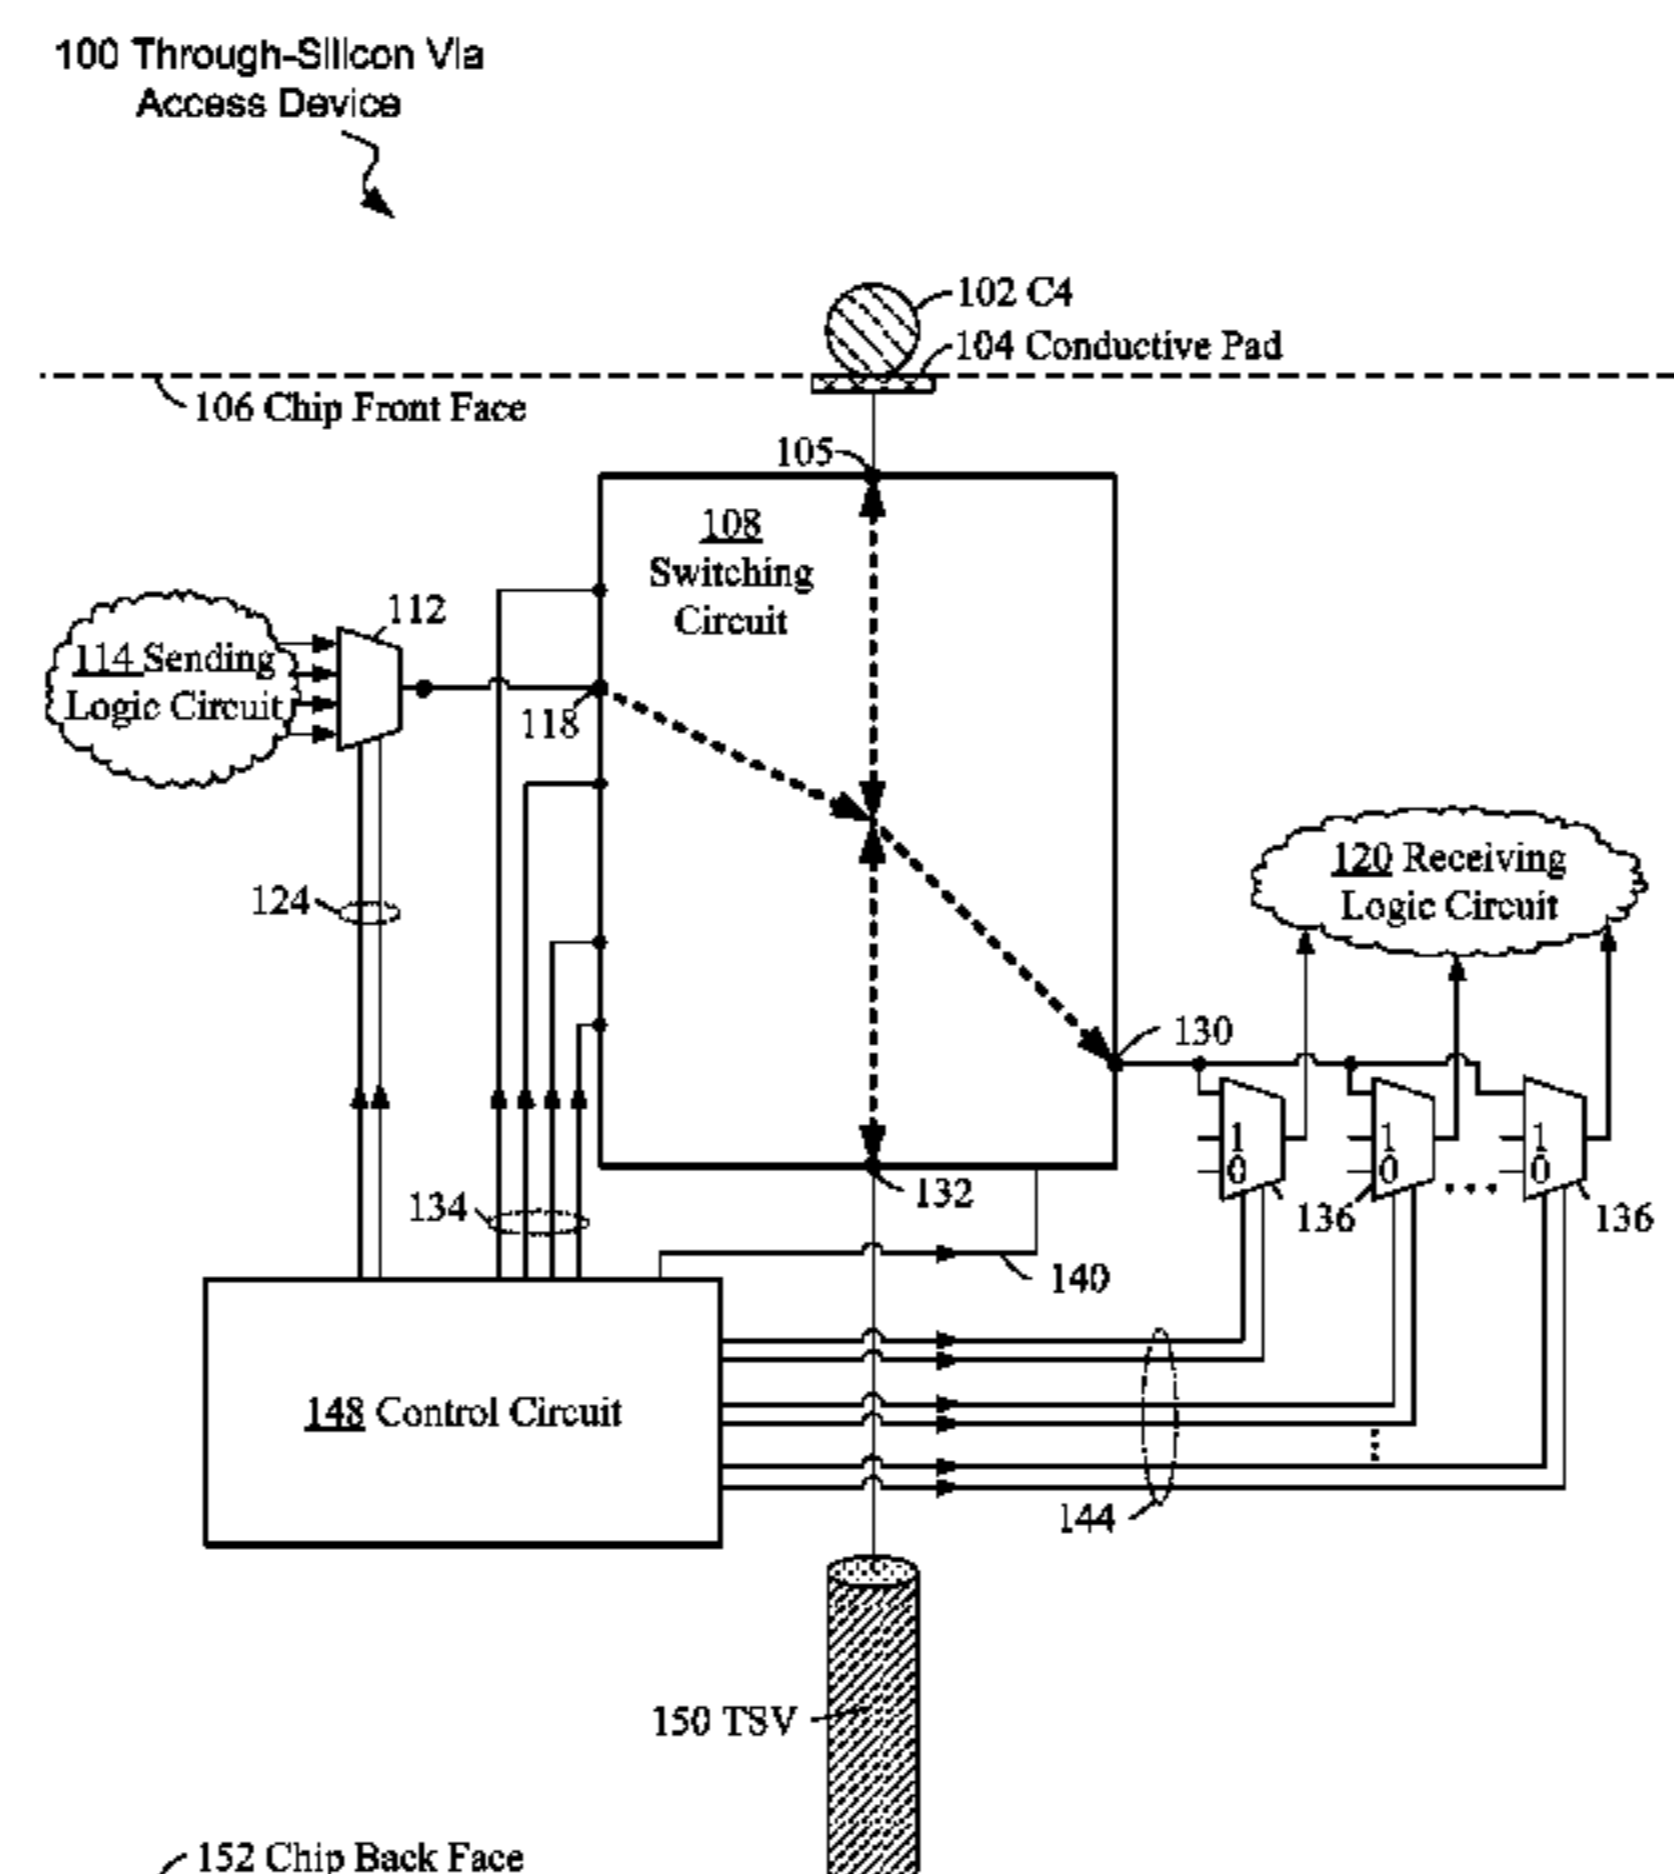 100 Through-Silicon Via
Access Device
102 C4
104 Conductive Pad
106 Chip Front Face
105
108
Switching
Circuit
112
114 Sending
Logic Circuit
118
120 Receiving
Logic Circuit
124
130
1
0
1
0
1
0
132
134
136
136
140
148 Control Circuit
144
150 TSV
152 Chip Back Face